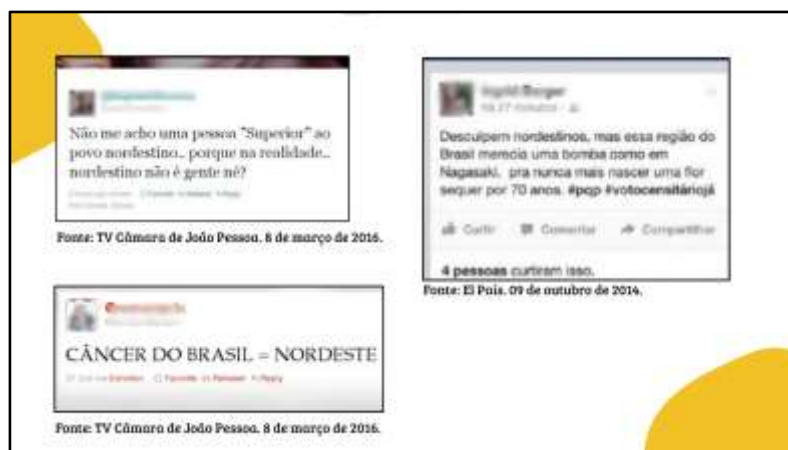 Não me acho uma pessoa "Superior" ao
povo nordestino.. porque na realidade..
nordestino não é gente né?
Fonte: TV Câmara de João Pessoa. 8 de março de 2016.
CÂNCER DO BRASIL = NORDESTE
Fonte: TV Câmara de João Pessoa. 8 de março de 2016.
Desculpem nordestinos, mas essa região do
Brasil merecia uma bomba como em
Nagasaki, pra nunca mais nascer uma flor
sequer por 70 anos. #pqp #votocensitáriojá
Curtir Comentar Compartilhar
4 pessoas curtiram isso.
Fonte: El País. 09 de outubro de 2014.